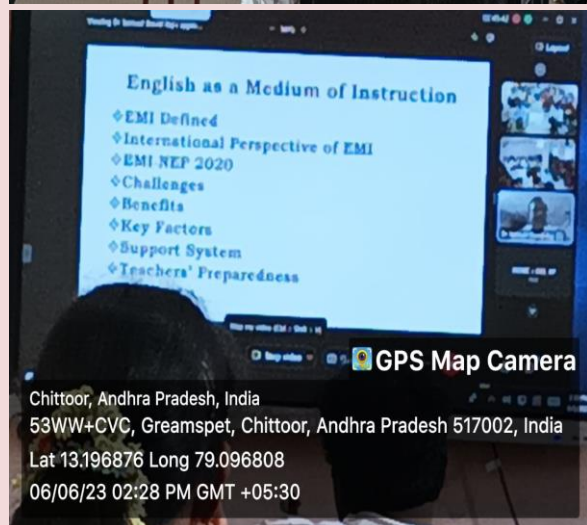 English as a Medium of Instruction
❖EMI Defined
❖International Perspective of EMI
❖EMI NEP 2020
❖Challenges
❖Benefits
❖Key Factors
❖Support System
❖Teachers' Preparedness
Stop video
GPS Map Camera
Chittoor, Andhra Pradesh, India
53WW+CVC, Greamspet, Chittoor, Andhra Pradesh 517002, India
Lat 13.196876 Long 79.096808
06/06/23 02:28 PM GMT +05:30